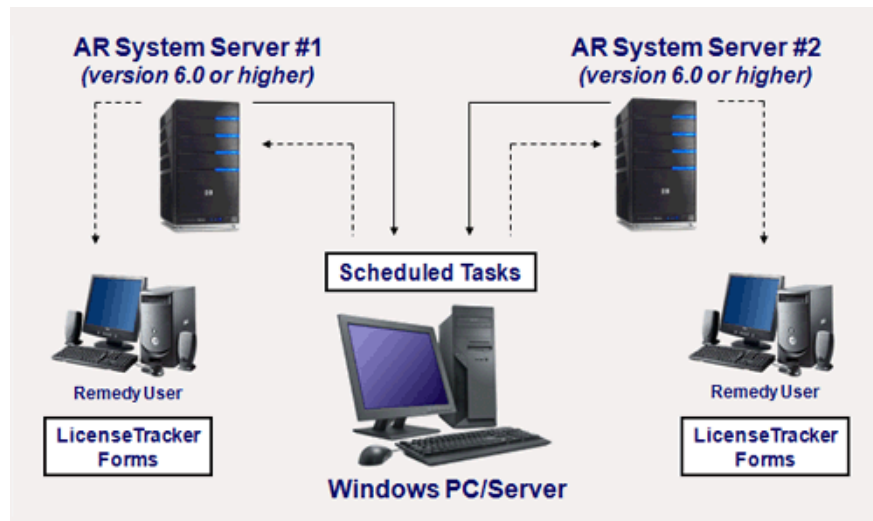 AR System Server #1
(version 6.0 or higher)
AR System Server #2
(version 6.0 or higher)
Scheduled Tasks
Remedy User
LicenseTracker
Forms
Windows PC/Server
Remedy User
LicenseTracker
Forms